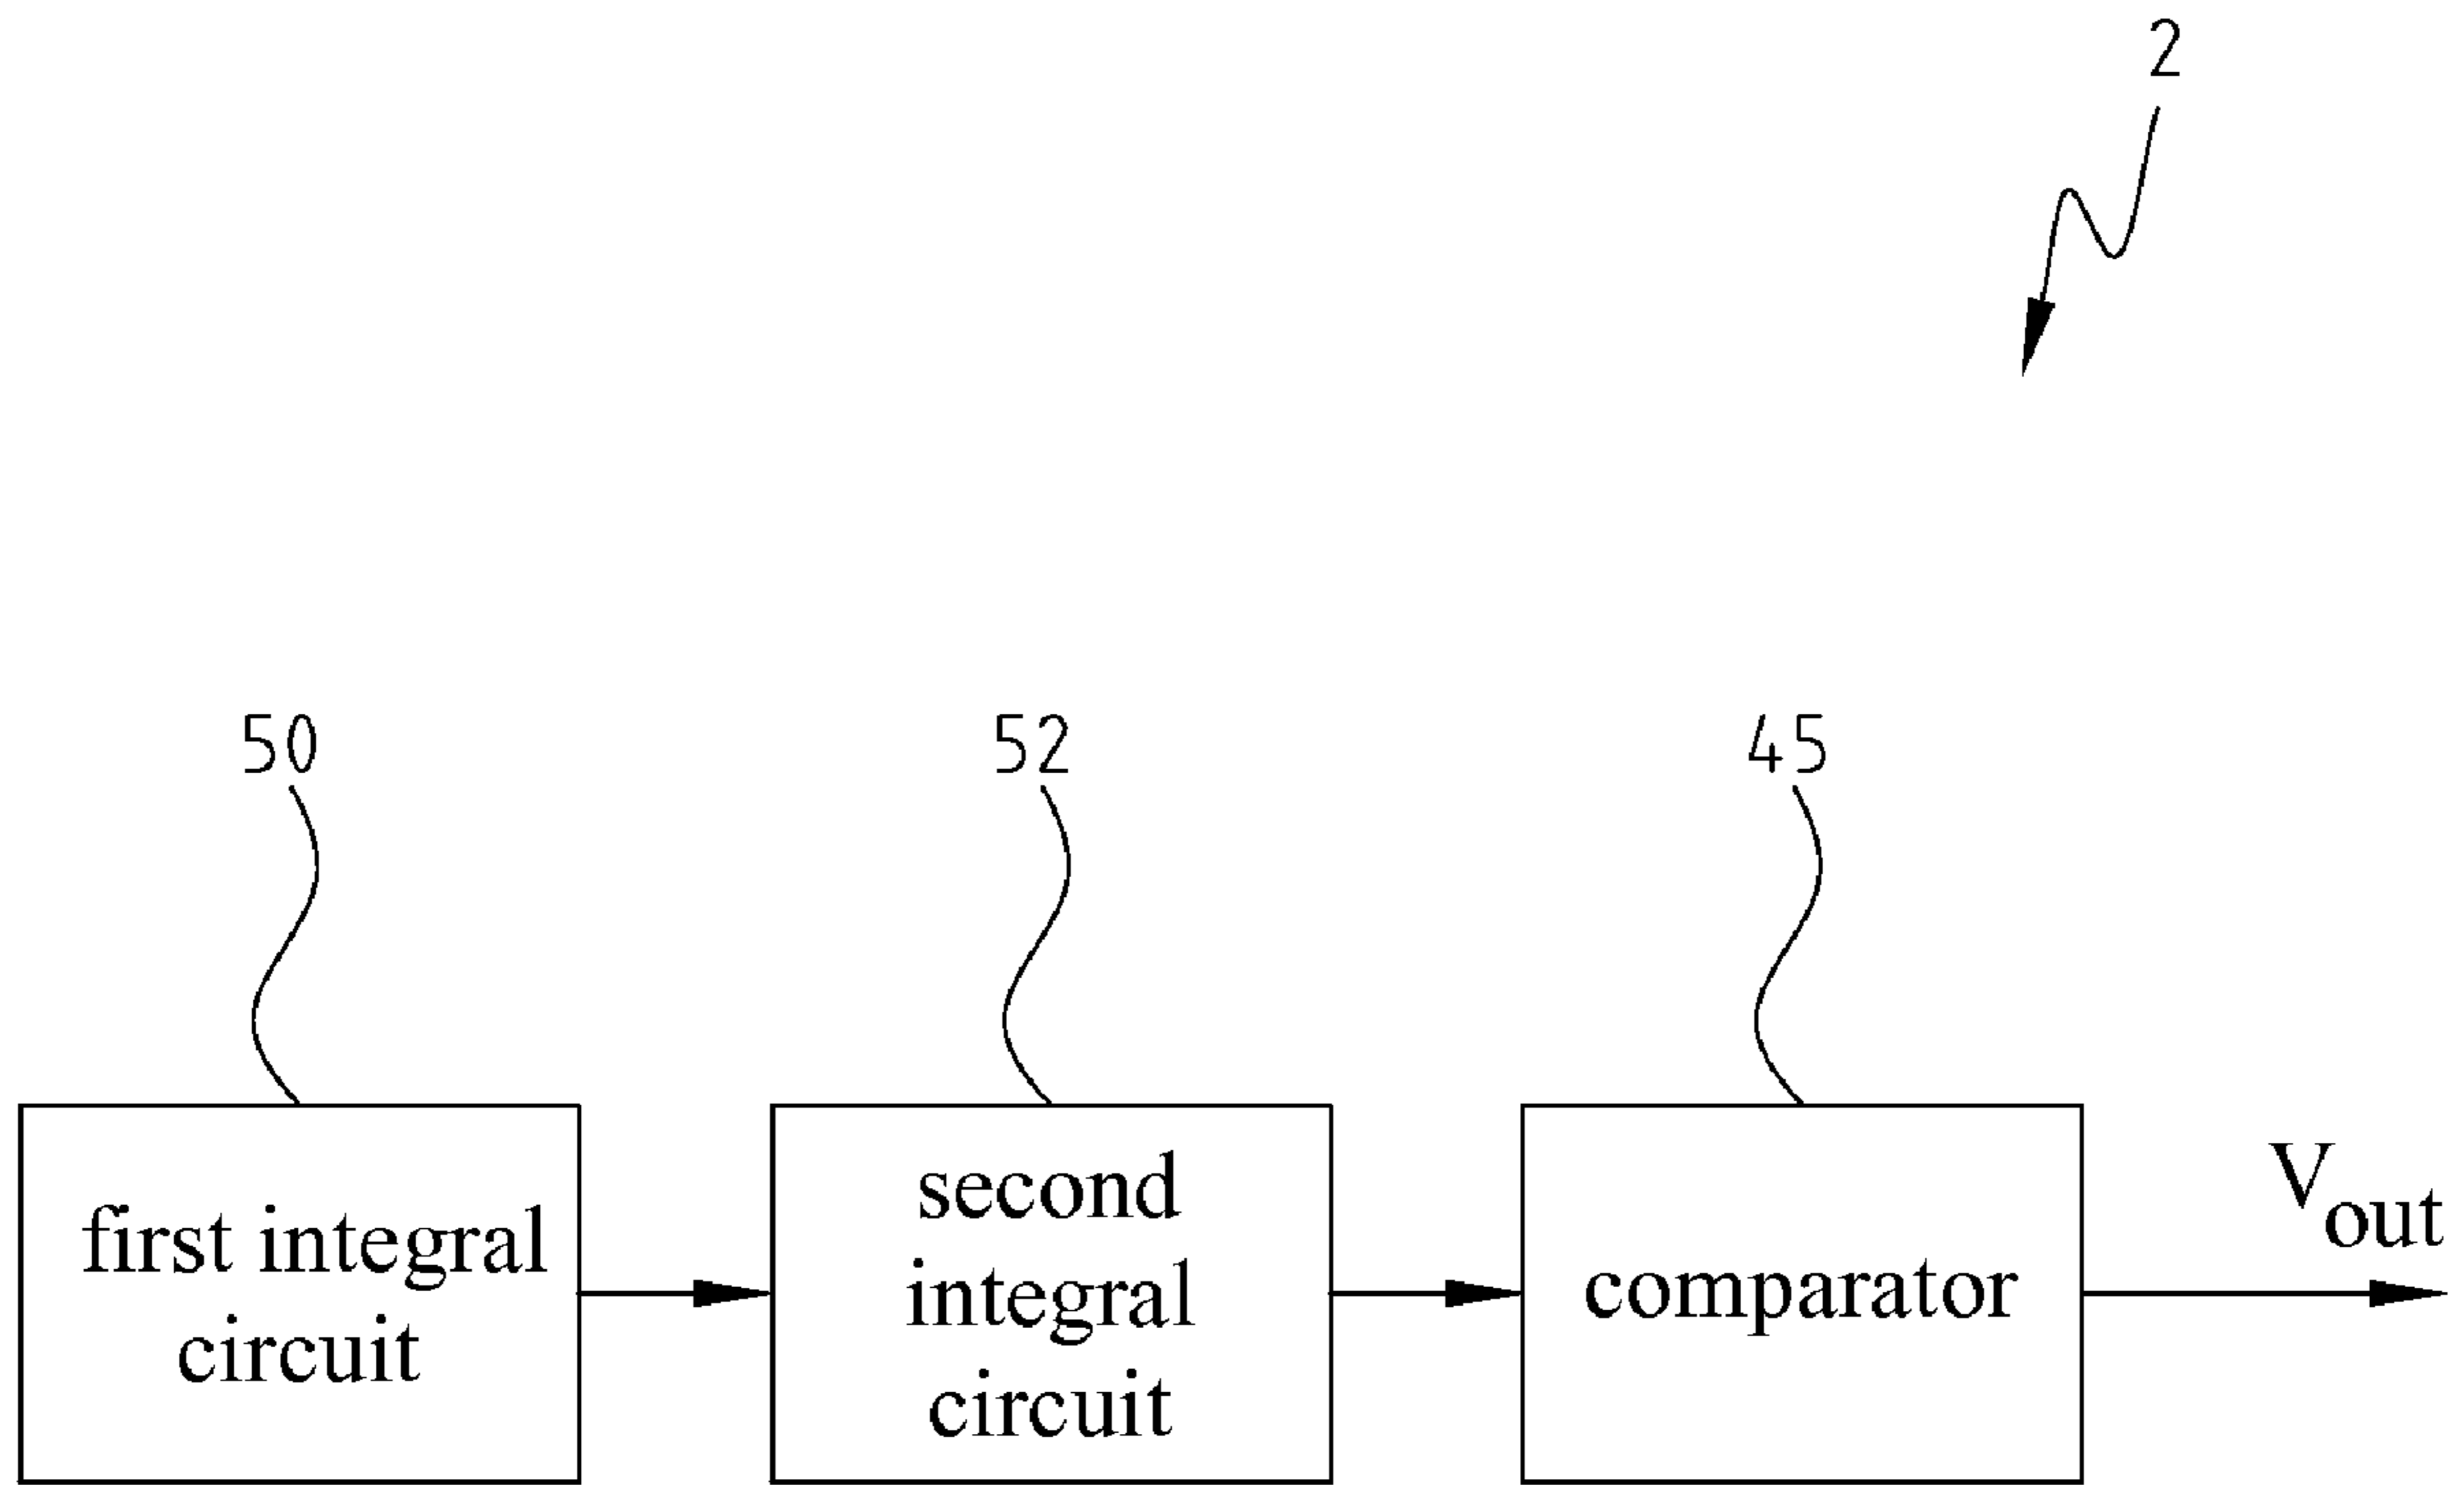 2
50
52
45
first integral
circuit
second
integral
circuit
comparator
Vout